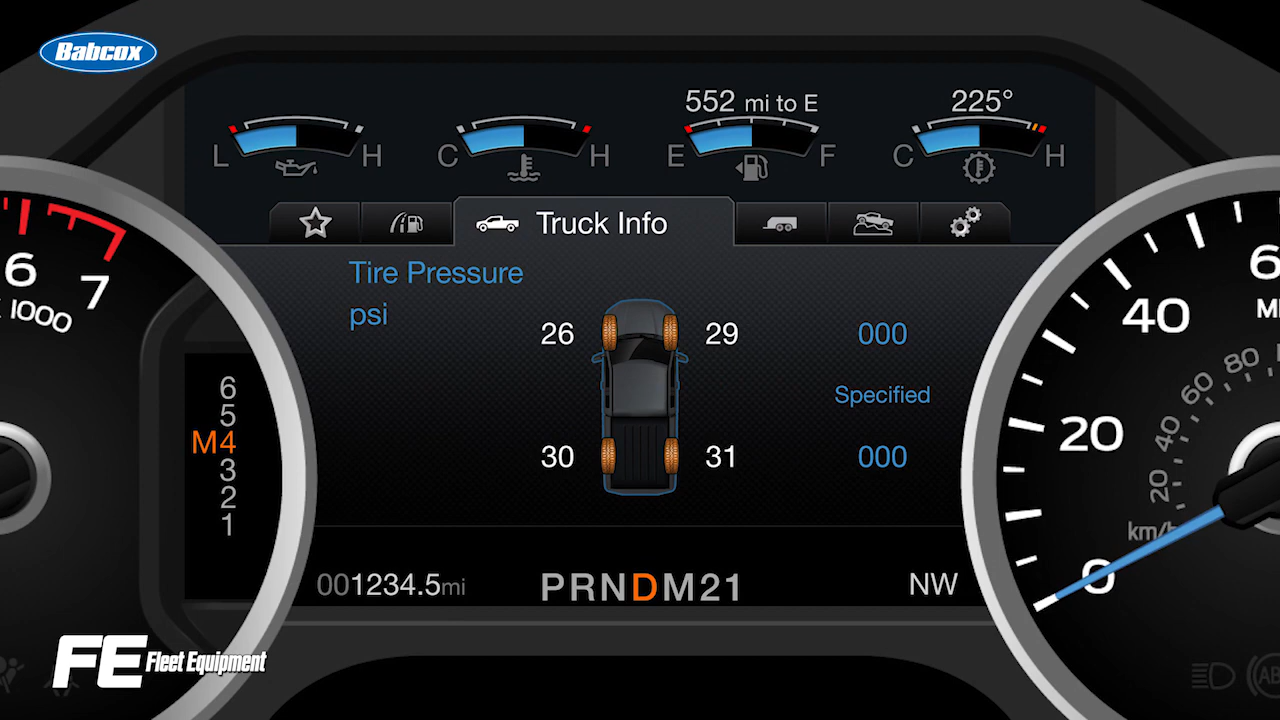 Babcox
552 mi to E
225°
L H
C H
E F
C H
Truck Info
Tire Pressure
psi
26 29 000
Specified
30 31 000
6
5
M4
3
2
1
6 7
1000
001234.5mi
PRNDM21
NW
6
40
20
0
80
60
40
20
km/h
FE Fleet Equipment